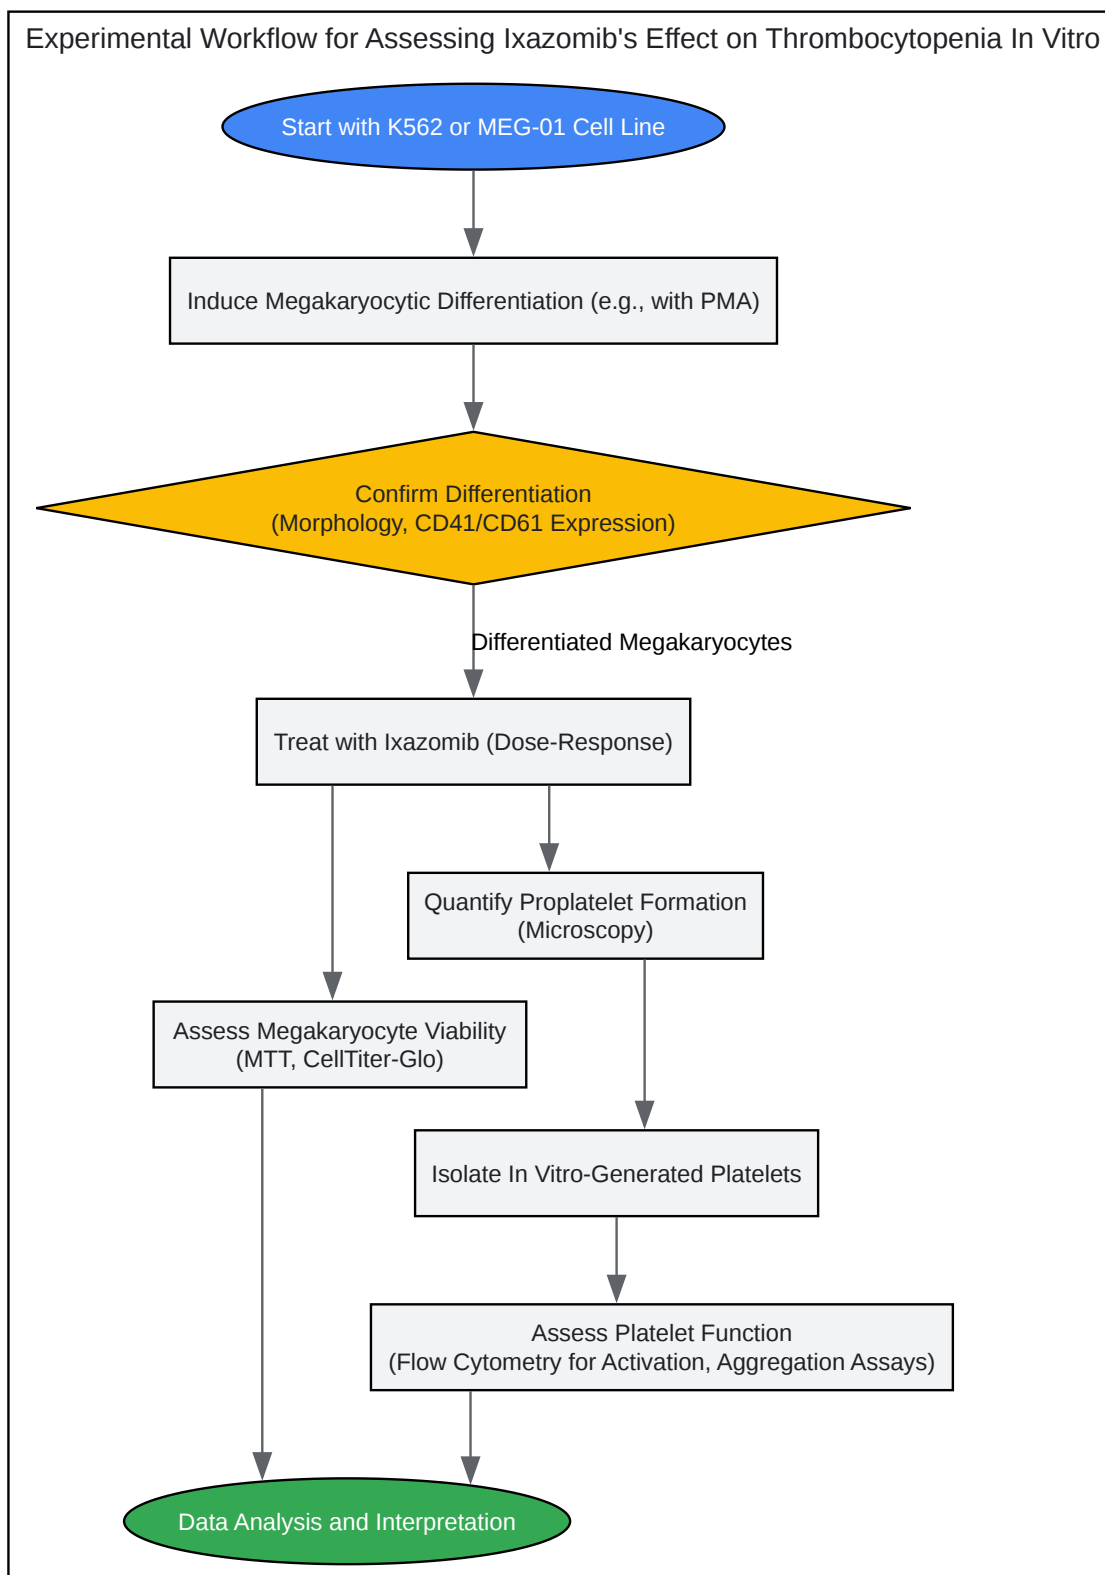 Experimental Workflow for Assessing Ixazomib's Effect on Thrombocytopenia In Vitro
Start with K562 or MEG-01 Cell Line
Induce Megakaryocytic Differentiation (e.g., with PMA)
Confirm Differentiation
(Morphology, CD41/CD61 Expression)
Differentiated Megakaryocytes
Treat with Ixazomib (Dose-Response)
Quantify Proplatelet Formation
(Microscopy)
Assess Megakaryocyte Viability
(MTT, CellTiter-Glo)
Isolate In Vitro-Generated Platelets
Assess Platelet Function
(Flow Cytometry for Activation, Aggregation Assays)
Data Analysis and Interpretation